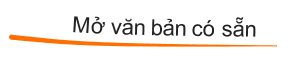 Mở văn bản có sẵn